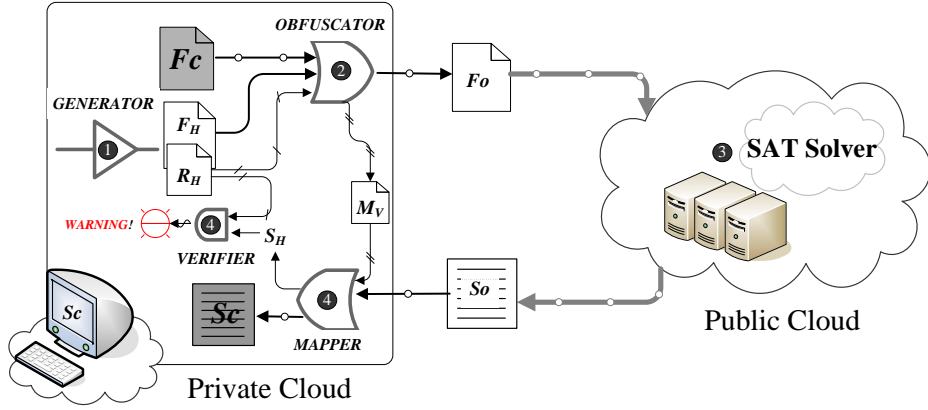 OBFUSCATOR
Fc
2
Fo
GENERATOR
1
F_H
R_H
3 SAT Solver
M_V
WARNING!
4
S_H
VERIFIER
Sc
Sc
4
So
MAPPER
Public Cloud
Private Cloud